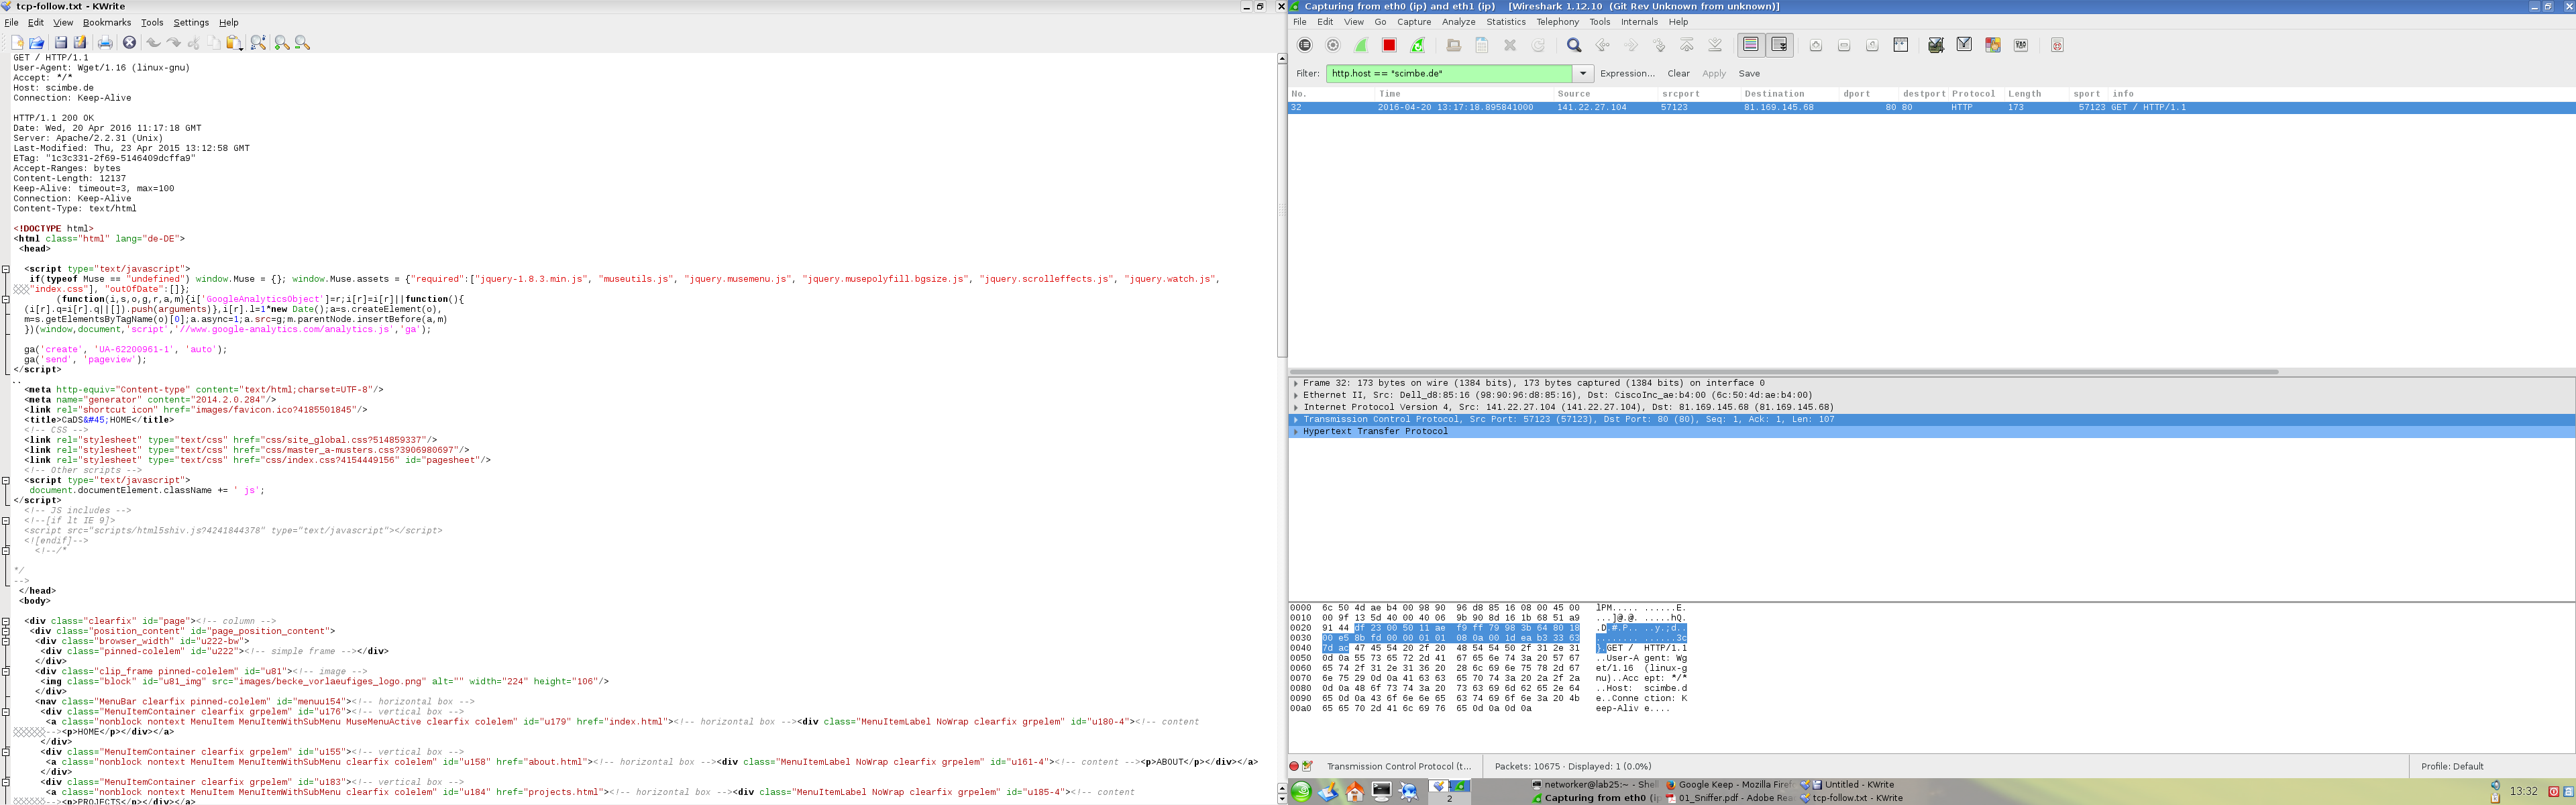 tcp-follow.txt - KWrite
File Edit View Bookmarks Tools Settings Help
GET / HTTP/1.1
User-Agent: Wget/1.16 (linux-gnu)
Accept: */*
Host: scimbe.de
Connection: Keep-Alive
HTTP/1.1 200 OK
Date: Wed, 20 Apr 2016 11:17:18 GMT
Server: Apache/2.2.31 (Unix)
Last-Modified: Thu, 23 Apr 2015 13:12:58 GMT
ETag: "1c3c331-2f69-5146409dcffa9"
Accept-Ranges: bytes
Content-Length: 12137
Keep-Alive: timeout=3, max=100
Connection: Keep-Alive
Content-Type: text/html
<!DOCTYPE html>
<html class="html" lang="de-DE">
<head>
<script type="text/javascript">
if(typeof Muse == "undefined") window.Muse = {}; window.Muse.assets = {"required":["jquery-1.8.3.min.js", "museutils.js", "jquery.musemenu.js", "jquery.musepolyfill.bgsize.js", "jquery.scrolleffects.js", "jquery.watch.js",
"index.css"], "outOfDate":[]};
(function(i,s,o,g,r,a,m){i['GoogleAnalyticsObject']=r;i[r]=i[r]||function(){
(i[r].q=i[r].q||[]).push(arguments)},i[r].l=1*new Date();a=s.createElement(o),
m=s.getElementsByTagName(o)[0];a.async=1;a.src=g;m.parentNode.insertBefore(a,m)
})(window,document,'script','//www.google-analytics.com/analytics.js','ga');
ga('create', 'UA-62200961-1', 'auto');
ga('send', 'pageview');
</script>
..
<meta http-equiv="Content-type" content="text/html;charset=UTF-8"/>
<meta name="generator" content="2014.2.0.284"/>
<link rel="shortcut icon" href="images/favicon.ico?4185501845"/>
<title>CaDS&#45;HOME</title>
<!-- CSS -->
<link rel="stylesheet" type="text/css" href="css/site_global.css?514859337"/>
<link rel="stylesheet" type="text/css" href="css/master_a-musters.css?3906980697"/>
<link rel="stylesheet" type="text/css" href="css/index.css?4154449156" id="pagesheet"/>
<!-- Other scripts -->
<script type="text/javascript">
document.documentElement.className += ' js';
</script>
<!-- JS includes -->
<!--[if lt IE 9]>
<script src="scripts/html5shiv.js?4241844378" type="text/javascript"></script>
<![endif]-->
<!--/*
*/
-->
</head>
<body>
<div class="clearfix" id="page"><!-- column -->
<div class="position_content" id="page_position_content">
<div class="browser_width" id="u222-bw">
<div class="pinned-colelem" id="u222"><!-- simple frame --></div>
</div>
<div class="clip_frame pinned-colelem" id="u81"><!-- image -->
<img class="block" id="u81_img" src="images/becke_vorlaeufiges_logo.png" alt="" width="224" height="106"/>
</div>
<nav class="MenuBar clearfix pinned-colelem" id="menuu154"><!-- horizontal box -->
<div class="MenuItemContainer clearfix grpelem" id="u176"><!-- vertical box -->
<a class="nonblock nontext MenuItem MenuItemWithSubMenu MuseMenuActive clearfix colelem" id="u179" href="index.html"><!-- horizontal box --><div class="MenuItemLabel NoWrap clearfix grpelem" id="u180-4"><!-- content
--><p>HOME</p></div></a>
</div>
<div class="MenuItemContainer clearfix grpelem" id="u155"><!-- vertical box -->
<a class="nonblock nontext MenuItem MenuItemWithSubMenu clearfix colelem" id="u158" href="about.html"><!-- horizontal box --><div class="MenuItemLabel NoWrap clearfix grpelem" id="u161-4"><!-- content --><p>ABOUT</p></div></a>
</div>
<div class="MenuItemContainer clearfix grpelem" id="u183"><!-- vertical box -->
<a class="nonblock nontext MenuItem MenuItemWithSubMenu clearfix colelem" id="u184" href="projects.html"><!-- horizontal box --><div class="MenuItemLabel NoWrap clearfix grpelem" id="u185-4"><!-- content
--><p>PROJECTS</p></div></a>
Capturing from eth0 (ip) and eth1 (ip) [Wireshark 1.12.10 (Git Rev Unknown from unknown)]
File Edit View Go Capture Analyze Statistics Telephony Tools Internals Help
Filter: http.host == "scimbe.de" Expression... Clear Apply Save
No. Time Source srcport Destination dport destport Protocol Length sport info
32 2016-04-20 13:17:18.895841000 141.22.27.104 57123 81.169.145.68 80 80 HTTP 173 57123 GET / HTTP/1.1
Frame 32: 173 bytes on wire (1384 bits), 173 bytes captured (1384 bits) on interface 0
Ethernet II, Src: Dell_d8:85:16 (98:90:96:d8:85:16), Dst: CiscoInc_ae:b4:00 (6c:50:4d:ae:b4:00)
Internet Protocol Version 4, Src: 141.22.27.104 (141.22.27.104), Dst: 81.169.145.68 (81.169.145.68)
Transmission Control Protocol, Src Port: 57123 (57123), Dst Port: 80 (80), Seq: 1, Ack: 1, Len: 107
Hypertext Transfer Protocol
0000 6c 50 4d ae b4 00 98 90 96 d8 85 16 08 00 45 00 lPM..... ......E.
0010 00 9f 13 5d 40 00 40 06 9b 90 8d 16 1b 68 51 a9 ...]@.@. .....hQ.
0020 91 44 df 23 00 50 11 ae f9 ff 79 98 3b 64 80 18 .D.#.P.. ..y.;d..
0030 00 e5 8b fd 00 00 01 01 08 0a 00 1d ea b3 33 63 ........ ......3c
0040 7d ac 47 45 54 20 2f 20 48 54 54 50 2f 31 2e 31 }.GET / HTTP/1.1
0050 0d 0a 55 73 65 72 2d 41 67 65 6e 74 3a 20 57 67 ..User-A gent: Wg
0060 65 74 2f 31 2e 31 36 20 28 6c 69 6e 75 78 2d 67 et/1.16 (linux-g
0070 6e 75 29 0d 0a 41 63 63 65 70 74 3a 20 2a 2f 2a nu)..Acc ept: */*
0080 0d 0a 48 6f 73 74 3a 20 73 63 69 6d 62 65 2e 64 ..Host: scimbe.d
0090 65 0d 0a 43 6f 6e 6e 65 63 74 69 6f 6e 3a 20 4b e..Conne ction: K
00a0 65 65 70 2d 41 6c 69 76 65 0d 0a 0d 0a eep-Aliv e....
Transmission Control Protocol (t... Packets: 10675 · Displayed: 1 (0.0%) Profile: Default
2
networker@lab25:~ - Shel Google Keep - Mozilla Firef Untitled - KWrite
Capturing from eth0 (ip 01_Sniffer.pdf - Adobe Rea tcp-follow.txt - KWrite
13:32